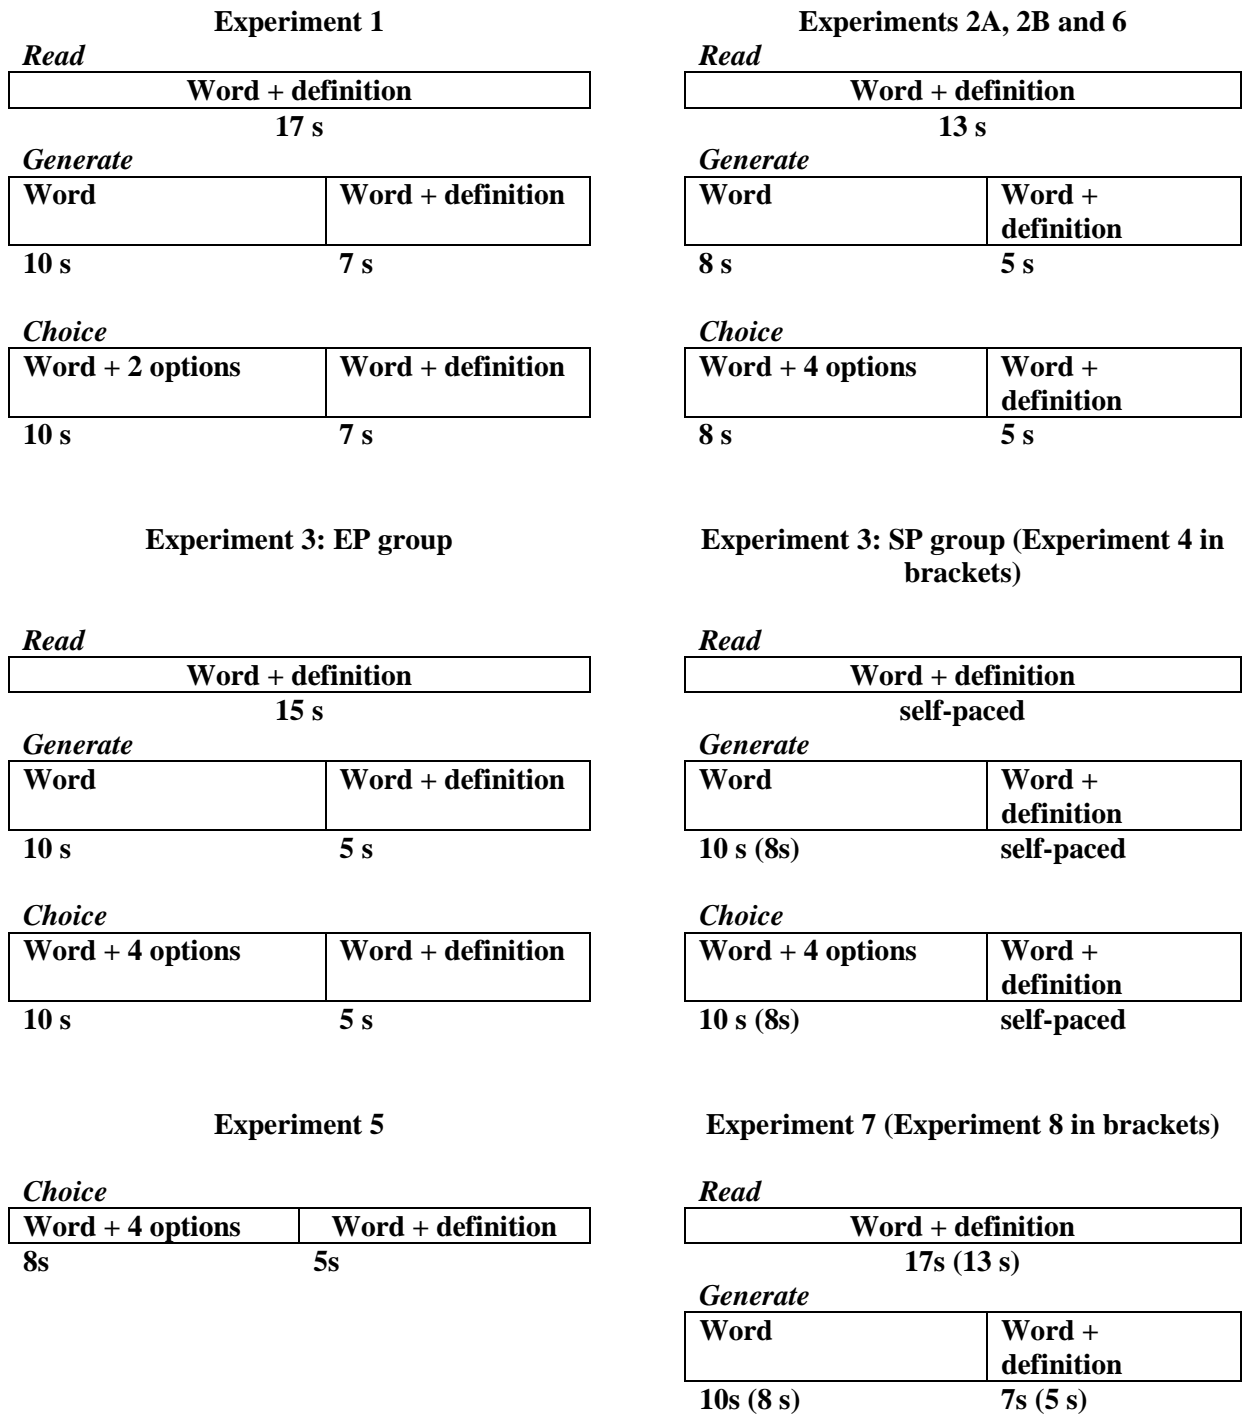 Experiment 1
Read
Word + definition
17 s
Generate
Word Word + definition
10 s 7 s
Choice
Word + 2 options Word + definition
10 s 7 s
Experiments 2A, 2B and 6
Read
Word + definition
13 s
Generate
Word Word +
definition
8 s 5 s
Choice
Word + 4 options Word +
definition
8 s 5 s
Experiment 3: EP group
Read
Word + definition
15 s
Generate
Word Word + definition
10 s 5 s
Choice
Word + 4 options Word + definition
10 s 5 s
Experiment 3: SP group (Experiment 4 in
brackets)
Read
Word + definition
self-paced
Generate
Word Word +
definition
10 s (8s) self-paced
Choice
Word + 4 options Word +
definition
10 s (8s) self-paced
Experiment 5
Choice
Word + 4 options Word + definition
8s 5s
Experiment 7 (Experiment 8 in brackets)
Read
Word + definition
17s (13 s)
Generate
Word Word +
definition
10s (8 s) 7s (5 s)